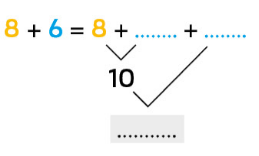 8 + 6 = 8 + ........ + ........
10
...........